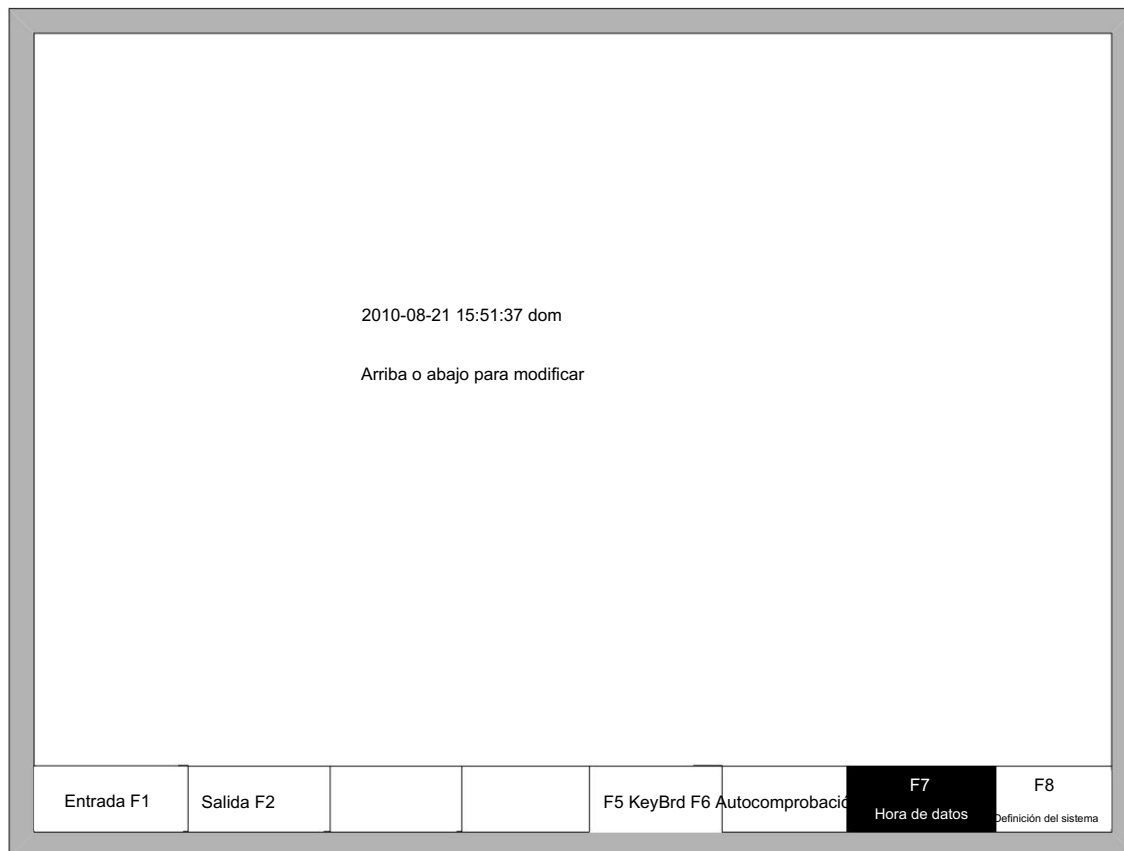 2010-08-21 15:51:37 dom
Arriba o abajo para modificar
Entrada F1
Salida F2
F5 KeyBrd F6 Autocomprobació
F7
Hora de datos
F8
Definición del sistema